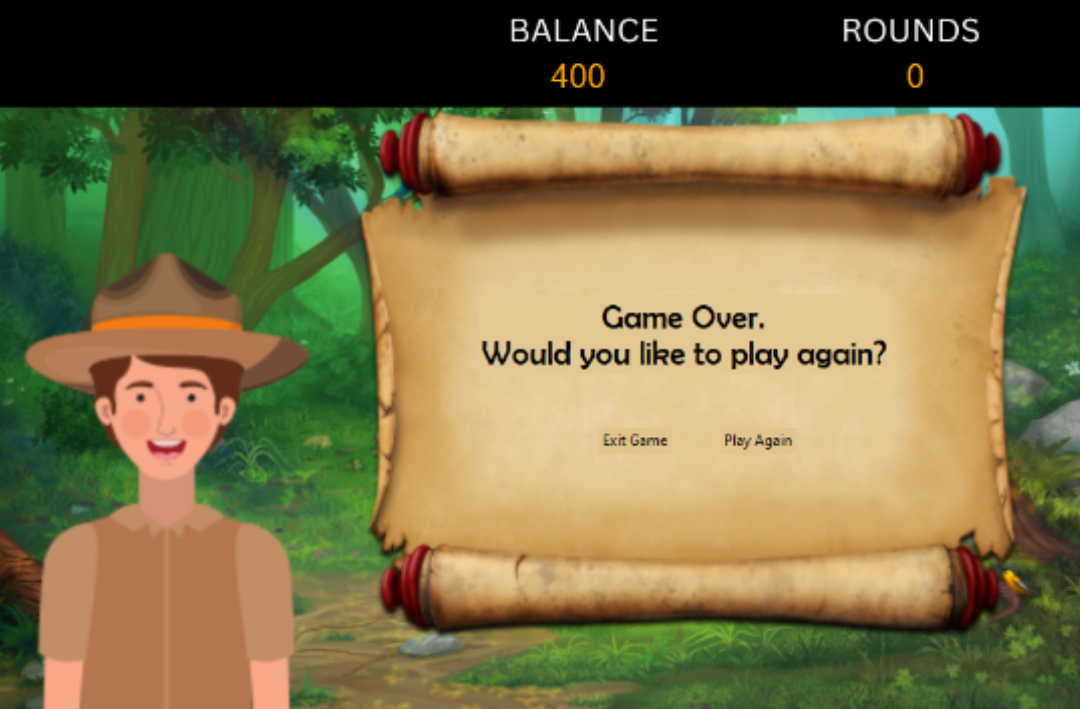 BALANCE ROUNDS
400 0
Game Over.
Would you like to play again?
Exit Game Play Again